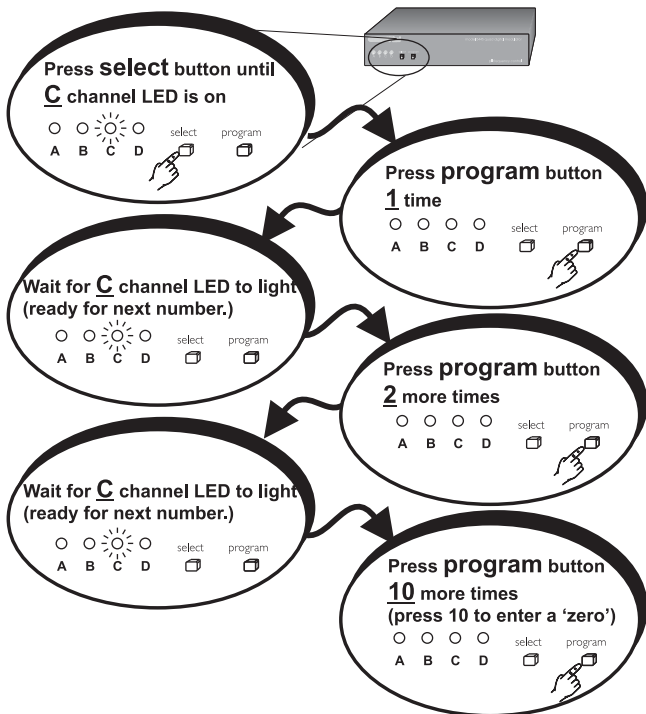 Press select button until
C channel LED is on
select program
A B C D
Press program button
1 time
select program
A B C D
Wait for C channel LED to light
(ready for next number.)
select program
A B C D
Press program button
2 more times
select program
A B C D
Wait for C channel LED to light
(ready for next number.)
select program
A B C D
Press program button
10 more times
(press 10 to enter a ‘zero’)
select program
A B C D